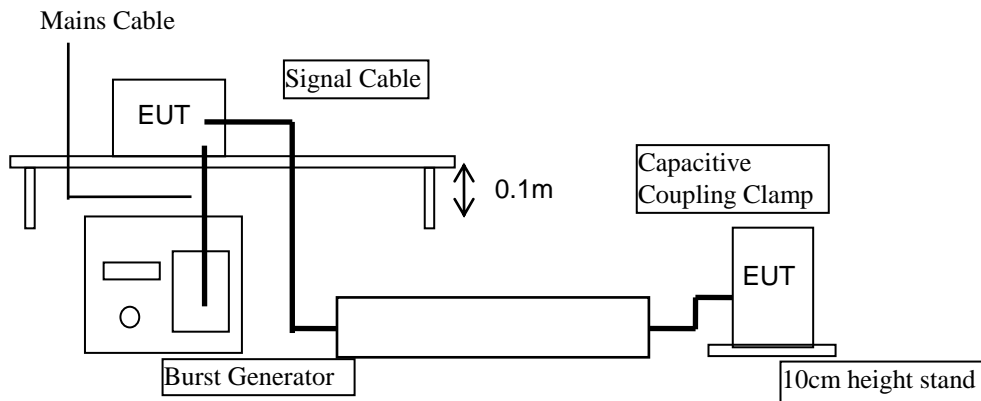 Mains Cable
Signal Cable
EUT
Capacitive
Coupling Clamp
0.1m
EUT
Burst Generator
10cm height stand